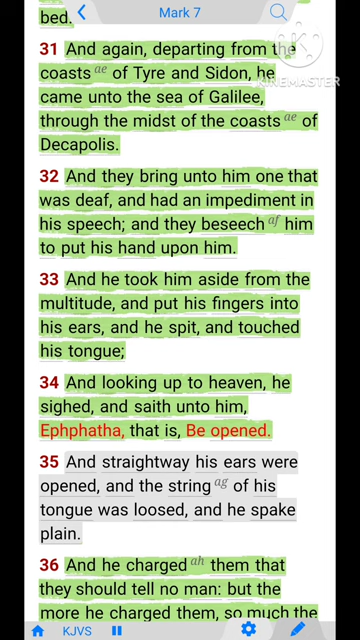 Mark 7
bed.
31 And again, departing from the
coasts ae of Tyre and Sidon, he
came unto the sea of Galilee,
through the midst of the coasts ae of
Decapolis.
32 And they bring unto him one that
was deaf, and had an impediment in
his speech; and they beseech af him
to put his hand upon him.
33 And he took him aside from the
multitude, and put his fingers into
his ears, and he spit, and touched
his tongue;
34 And looking up to heaven, he
sighed, and saith unto him,
Ephphatha, that is, Be opened.
35 And straightway his ears were
opened, and the string ag of his
tongue was loosed, and he spake
plain.
36 And he charged ah them that
they should tell no man: but the
more he charged them, so much the
KINEMASTER
KJVS